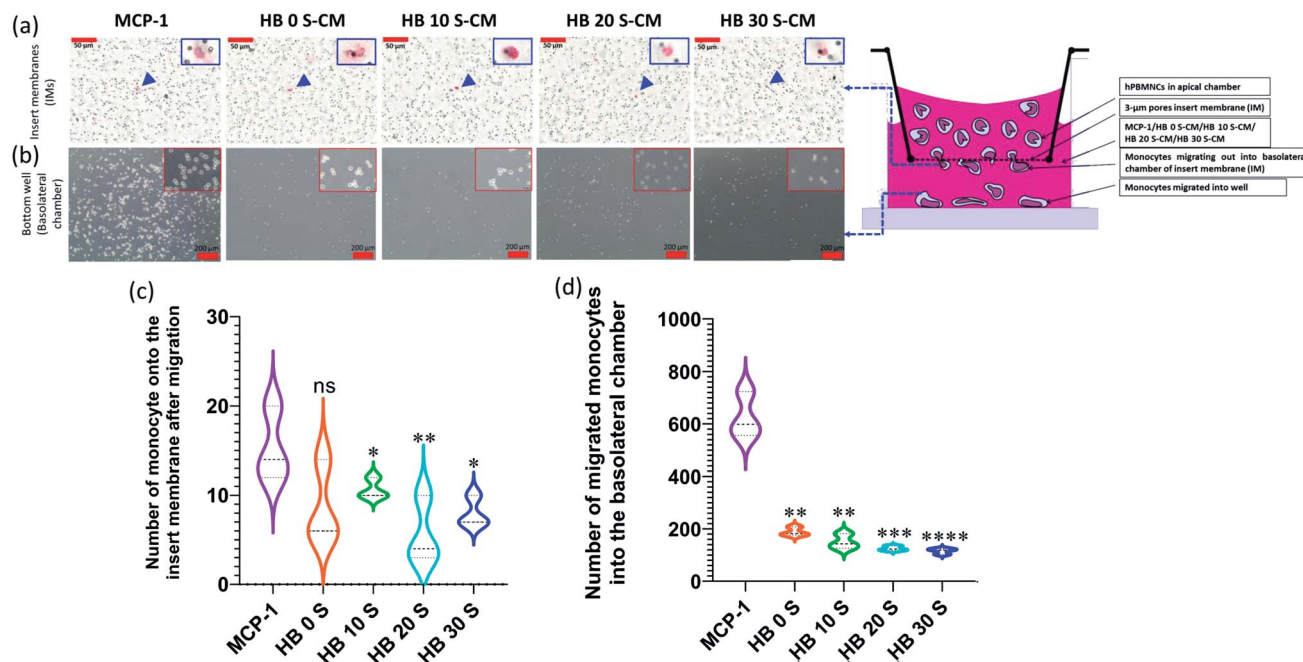 MCP-1 HB 0 S-CM HB 10 S-CM HB 20 S-CM HB 30 S-CM
(a)
Insert membranes
(IMs)
50 µm 50 µm 50 µm 50 µm 50 µm
(b)
Bottom well
(Basolateral
chamber)
200 µm 200 µm 200 µm 200 µm 200 µm
hPBMNCs in apical chamber
3-µm pores insert membrane (IM)
MCP-1/HB 0 S-CM/HB 10 S-CM/
HB 20 S-CM/HB 30 S-CM
Monocytes migrating out into basolateral
chamber of insert membrane (IM)
Monocytes migrated into well
(c)
Number of monocyte onto the
insert membrane after migration
30
20
10
0
ns
*
**
*
MCP-1
HB 0 S
HB 10 S
HB 20 S
HB 30 S
(d)
Number of migrated monocytes
into the basolateral chamber
1000
800
600
400
200
0
**
**
***
****
MCP-1
HB 0 S
HB 10 S
HB 20 S
HB 30 S